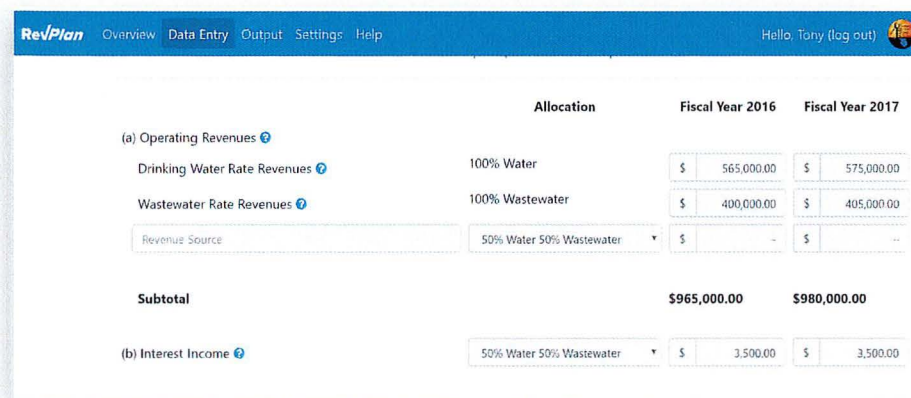 RevPlan Overview Data Entry Output Settings Help Hello, Tony (log out)
Allocation Fiscal Year 2016 Fiscal Year 2017
(a) Operating Revenues ?
Drinking Water Rate Revenues ? 100% Water $ 565,000.00 $ 575,000.00
Wastewater Rate Revenues ? 100% Wastewater $ 400,000.00 $ 405,000.00
Revenue Source 50% Water 50% Wastewater $ -- $ --
Subtotal $965,000.00 $980,000.00
(b) Interest Income ? 50% Water 50% Wastewater $ 3,500.00 $ 3,500.00